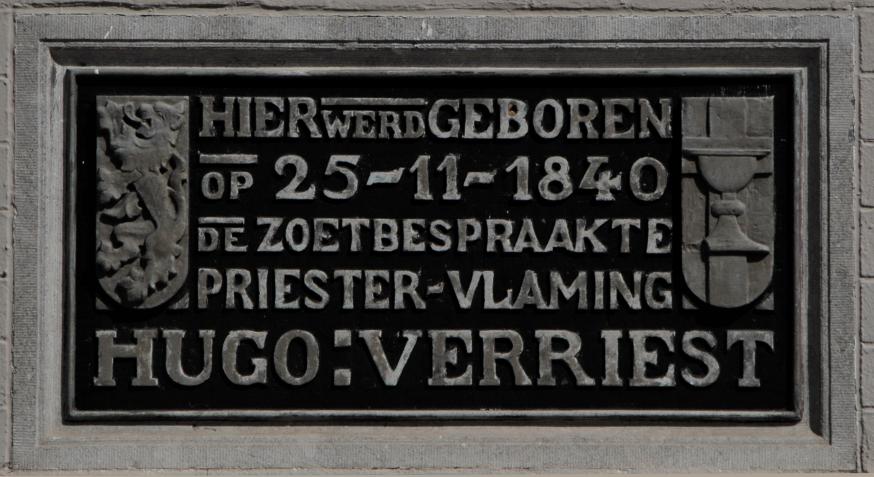 HIER WERD GEBOREN
OP 25-11-1840
DE ZOETBESPRAAKTE
PRIESTER-VLAMING
HUGO:VERRIEST